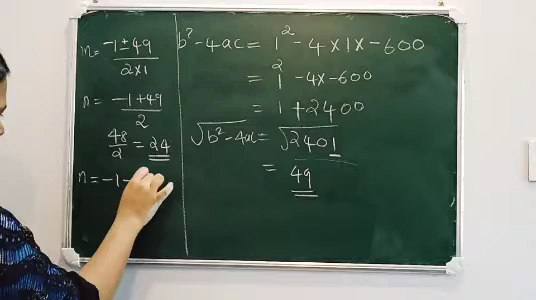 n = -1 ± 49 / 2×1
n = -1+49 / 2
48/2 = 24
n = -1 -
b² - 4ac = 1² - 4 × 1 × - 600
= 1² - 4 × - 600
= 1 + 2400
√b² - 4ac = √2401
= 49